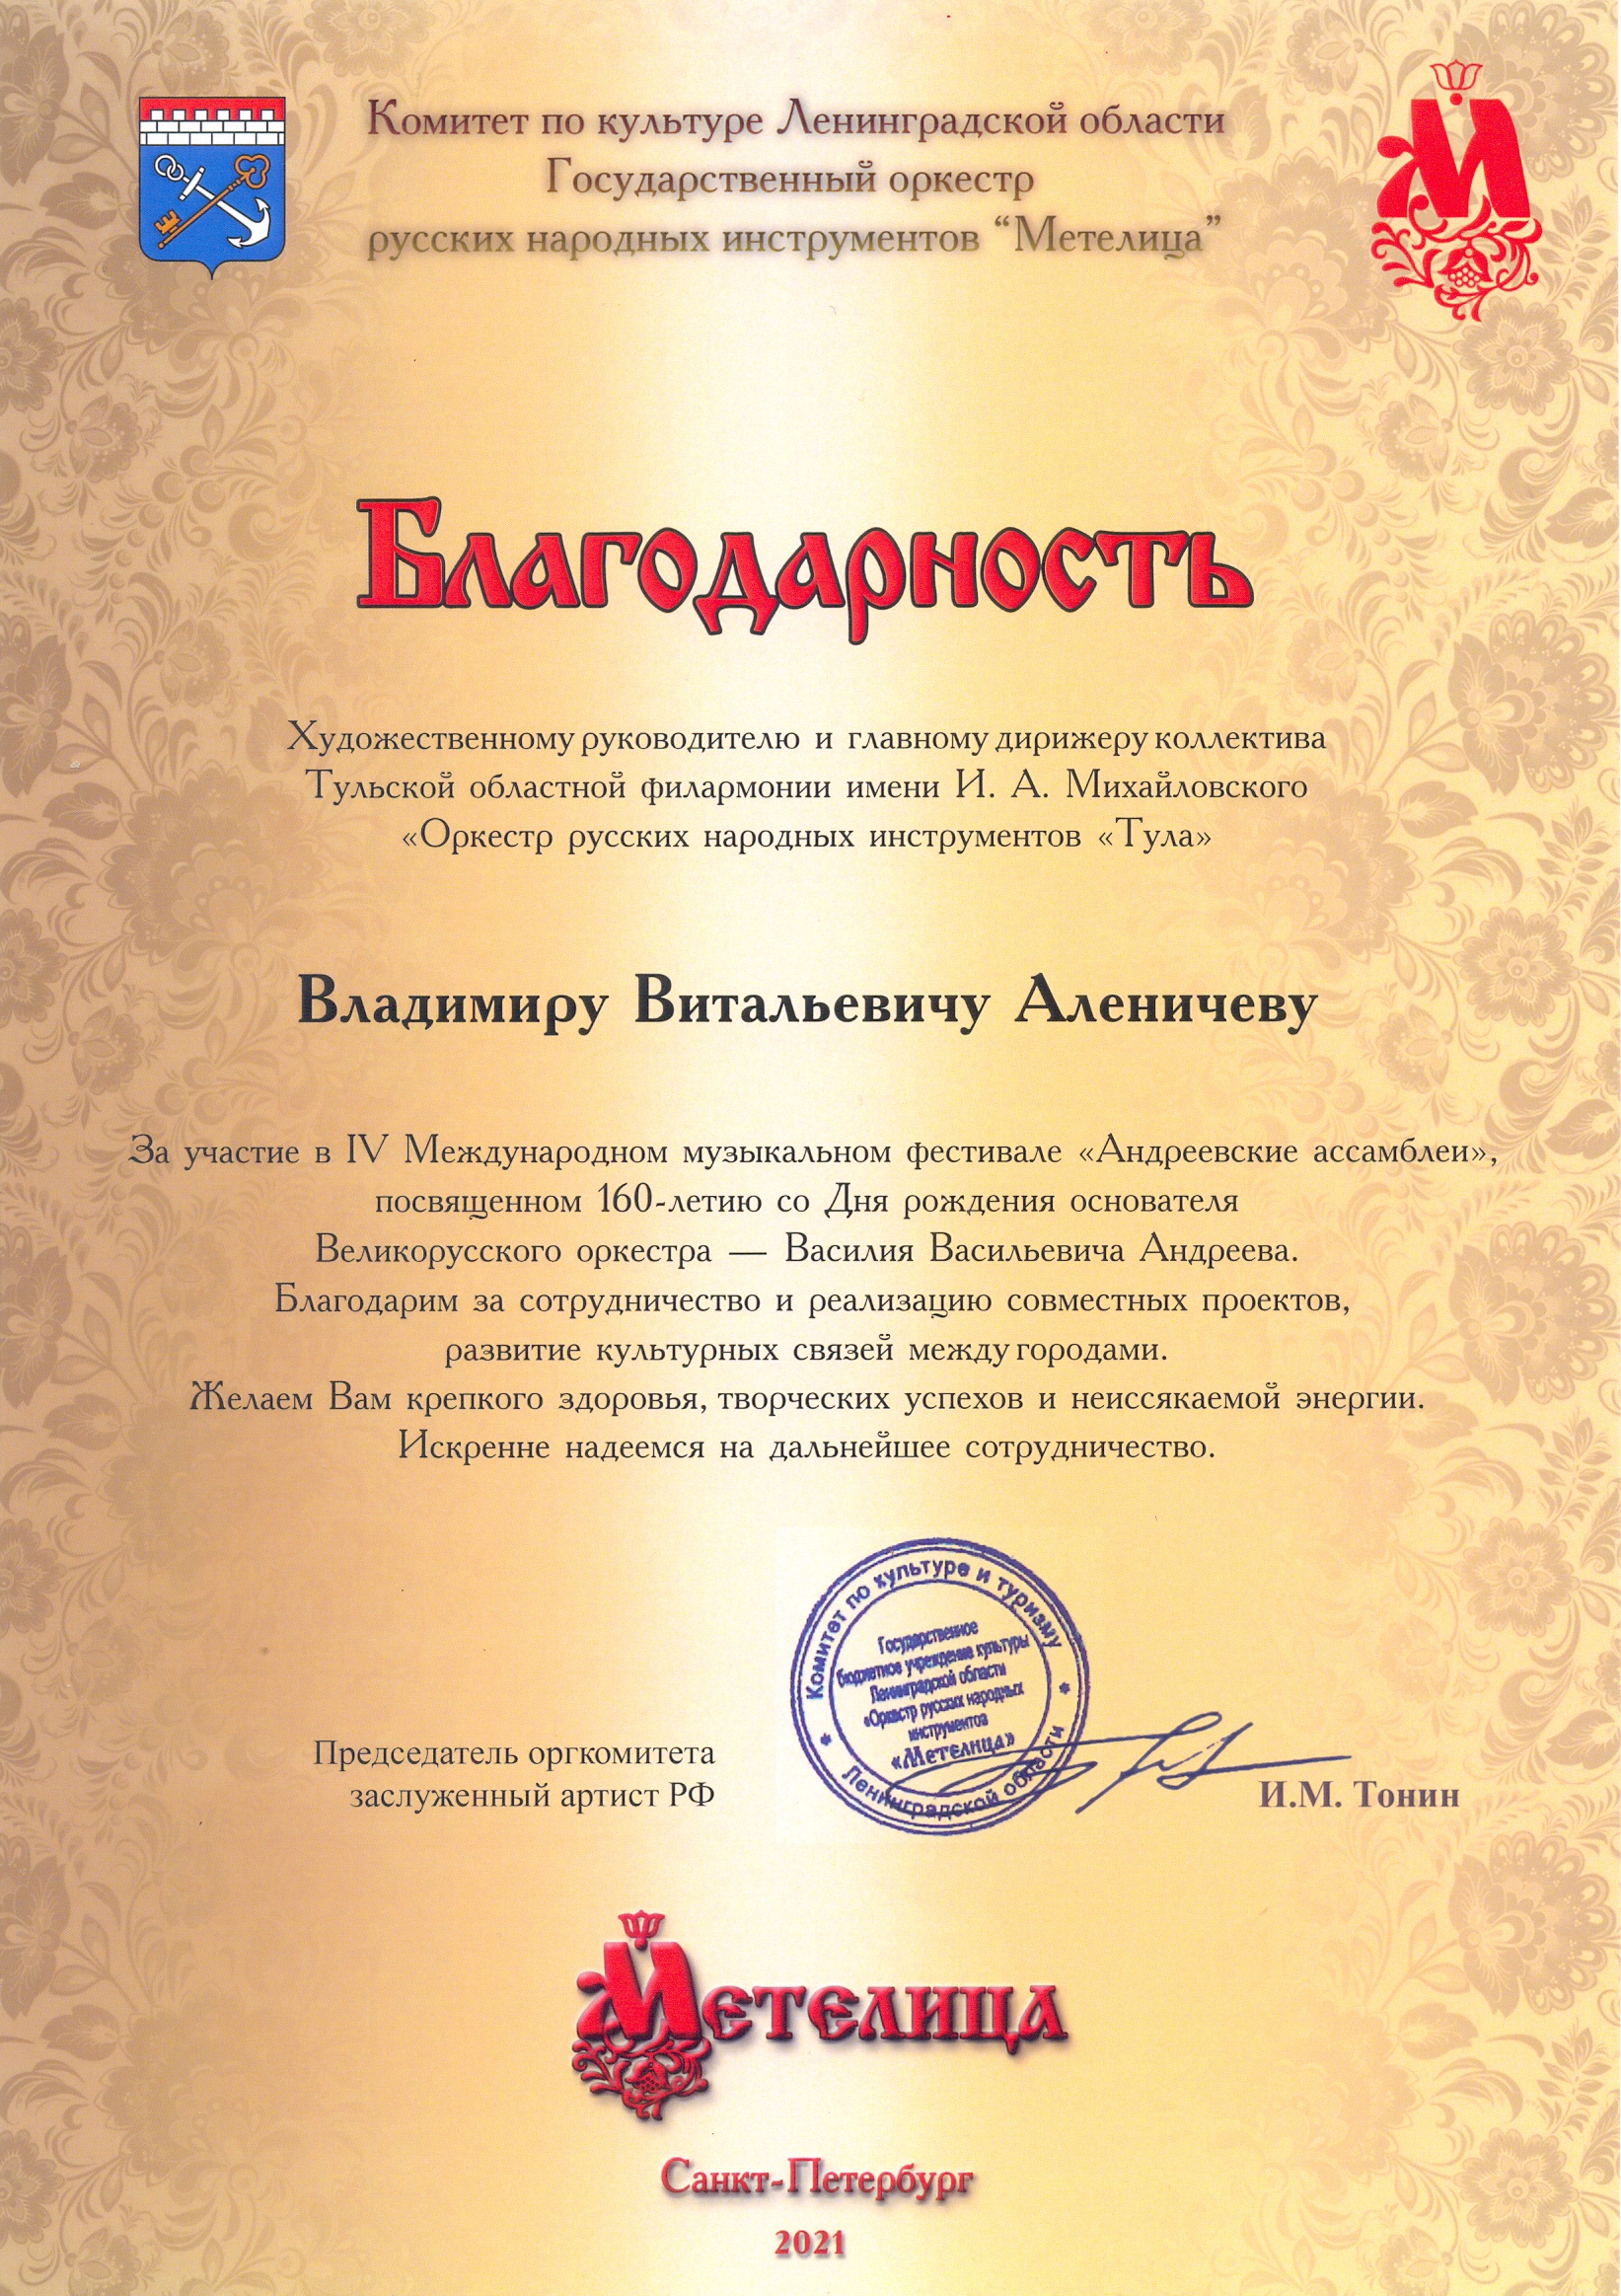 Комитет по культуре Ленинградской области
Государственный оркестр
русских народных инструментов “Метелица”
М
Благодарность
Художественному руководителю и главному дирижеру коллектива
Тульской областной филармонии имени И. А. Михайловского
«Оркестр русских народных инструментов «Тула»
Владимиру Витальевичу Аленичеву
За участие в IV Международном музыкальном фестивале «Андреевские ассамблеи»,
посвященном 160-летию со Дня рождения основателя
Великорусского оркестра — Василия Васильевича Андреева.
Благодарим за сотрудничество и реализацию совместных проектов,
развитие культурных связей между городами.
Желаем Вам крепкого здоровья, творческих успехов и неиссякаемой энергии.
Искренне надеемся на дальнейшее сотрудничество.
Комитет по культуре и туризму
Ленинградской области
Государственное
бюджетное учреждение культуры
Ленинградской области
«Оркестр русских народных
инструментов
«Метелица»
Председатель оргкомитета
заслуженный артист РФ
И.М. Тонин
Метелица
Санкт-Петербург
2021